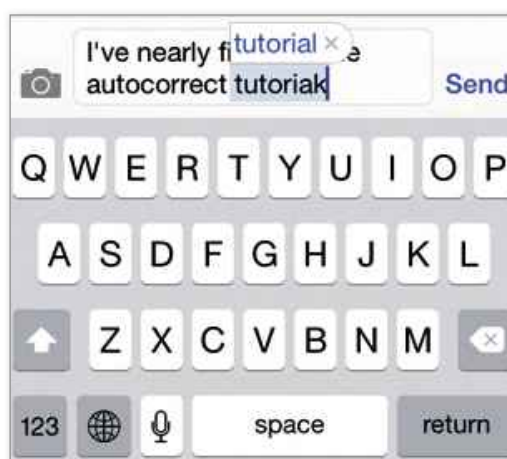 tutorial ×
I've nearly fi e
autocorrect tutoriak
Send
Q W E R T Y U I O P
A S D F G H J K L
Z X C V B N M
123 space return